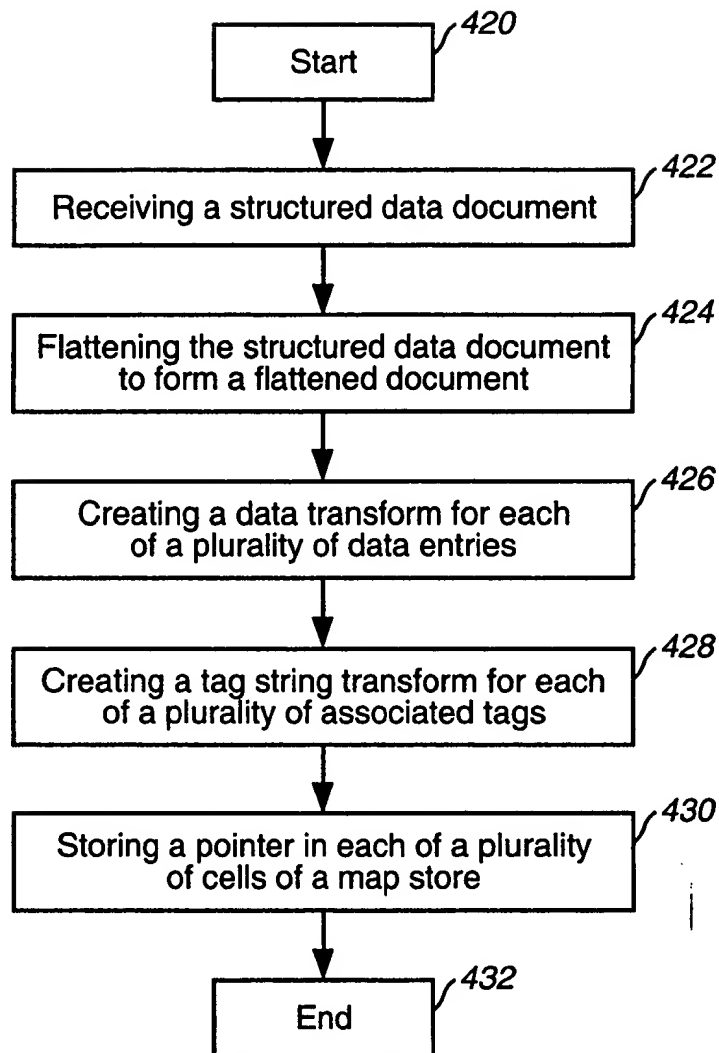 420
Start
422
Receiving a structured data document
424
Flattening the structured data document
to form a flattened document
426
Creating a data transform for each
of a plurality of data entries
428
Creating a tag string transform for each
of a plurality of associated tags
430
Storing a pointer in each of a plurality
of cells of a map store
432
End